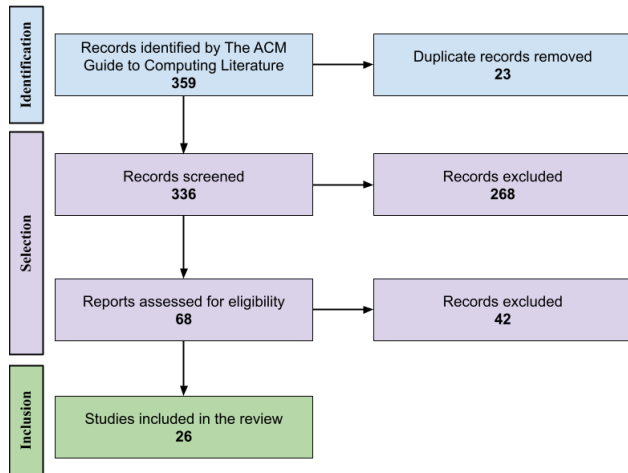 Identification
Records identified by The ACM
Guide to Computing Literature
359
Duplicate records removed
23
Selection
Records screened
336
Records excluded
268
Reports assessed for eligibility
68
Records excluded
42
Inclusion
Studies included in the review
26